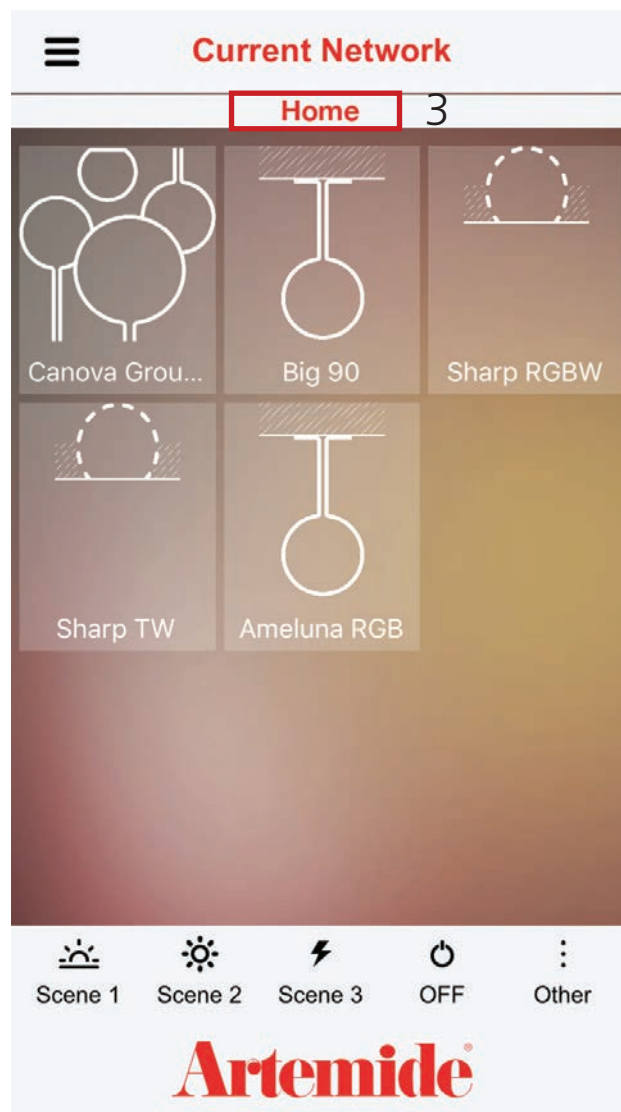 Current Network
Home 3
Canova Grou... Big 90 Sharp RGBW
Sharp TW Ameluna RGB
Scene 1 Scene 2 Scene 3 OFF Other
Artemide®